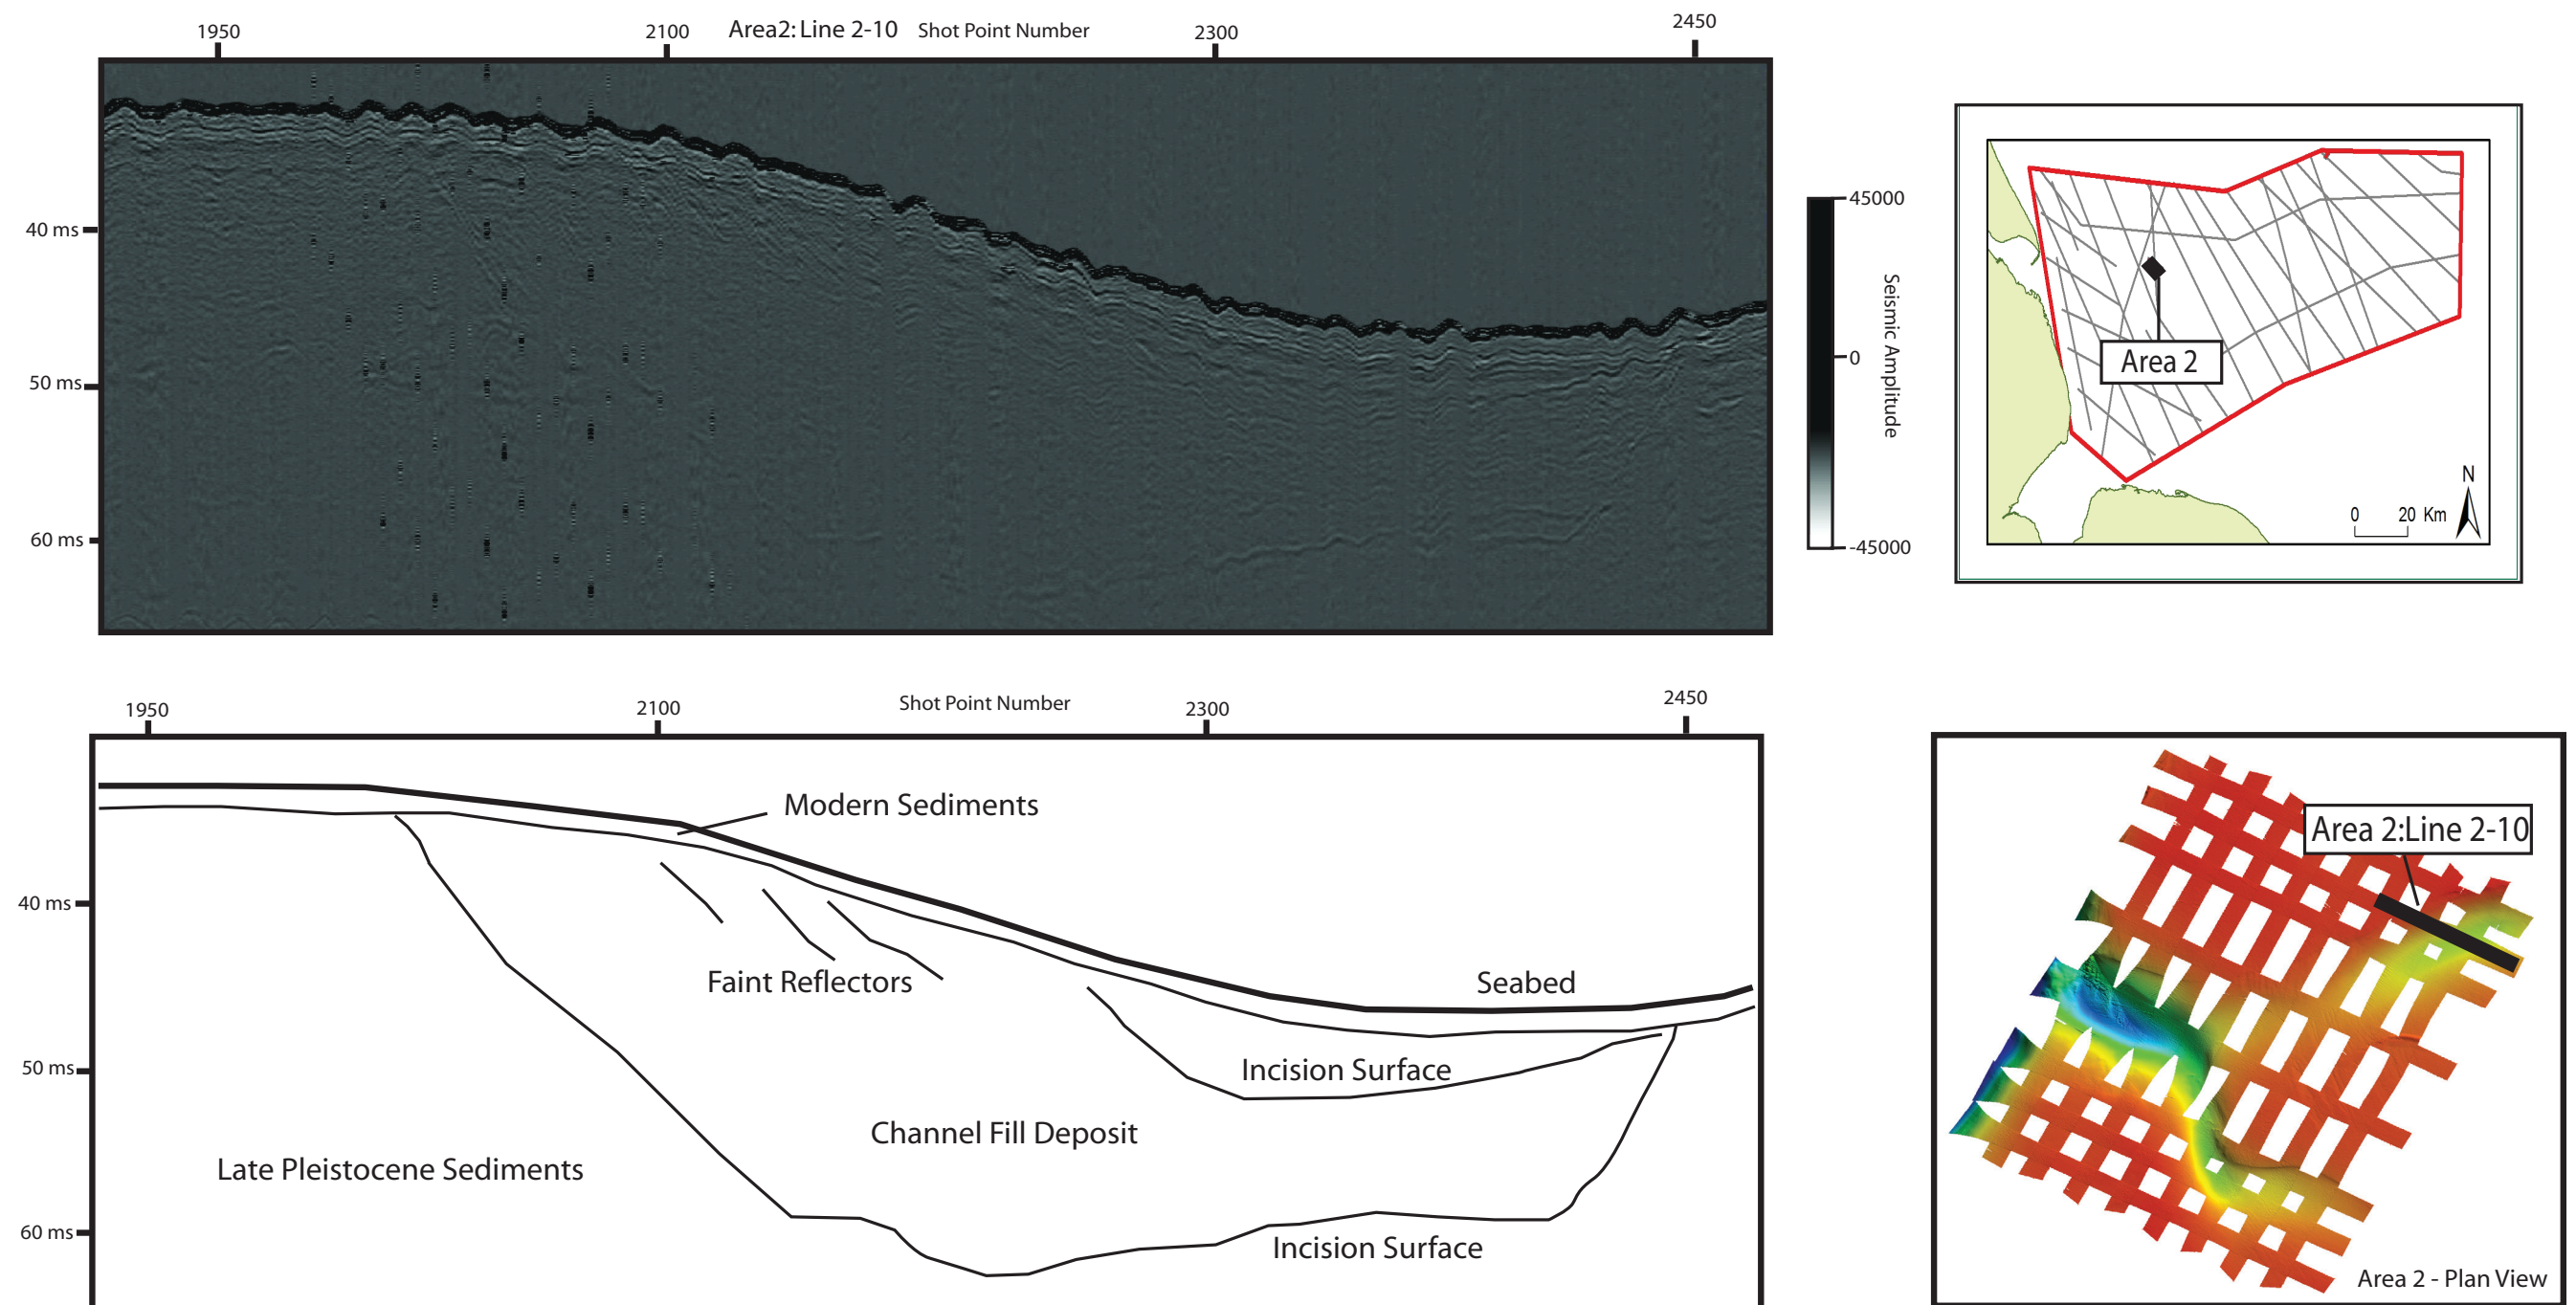 Area2: Line 2-10 Shot Point Number
1950 2100 2300 2450
40 ms
50 ms
60 ms
45000
0
-45000
Seismic Amplitude
Area 2
N
0 20 Km
Shot Point Number
1950 2100 2300 2450
40 ms
50 ms
60 ms
Modern Sediments
Faint Reflectors
Seabed
Incision Surface
Channel Fill Deposit
Late Pleistocene Sediments
Incision Surface
Area 2:Line 2-10
Area 2 - Plan View